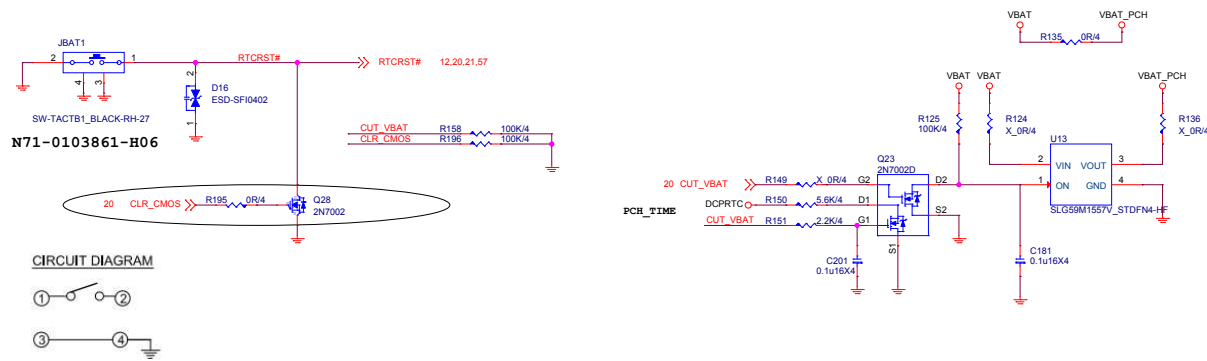 JBAT1
2
1
4
3
SW-TACTB1_BLACK-RH-27
N71-0103861-H06
RTCRST#
RTCRST#
12,20,21,57
2
D16
ESD-SFI0402
1
CUT_VBAT
R158
100K/4
CLR_CMOS
R196
100K/4
20
CLR_CMOS
R195
0R/4
Q28
2N7002
CIRCUIT DIAGRAM
1
2
3
4
VBAT
VBAT_PCH
R135
0R/4
VBAT
VBAT
VBAT_PCH
R125
100K/4
R124
X_0R/4
R136
X_0R/4
U13
2
VIN
VOUT
3
1
ON
GND
4
SLG59M1557V_STDFN4-HF
Q23
2N7002D
20 CUT_VBAT
R149
X_0R/4
G2
D2
PCH_TIME
DCPRTC
R150
5.6K/4
D1
CUT_VBAT
R151
2.2K/4
G1
S2
S1
C201
0.1u16X4
C181
0.1u16X4